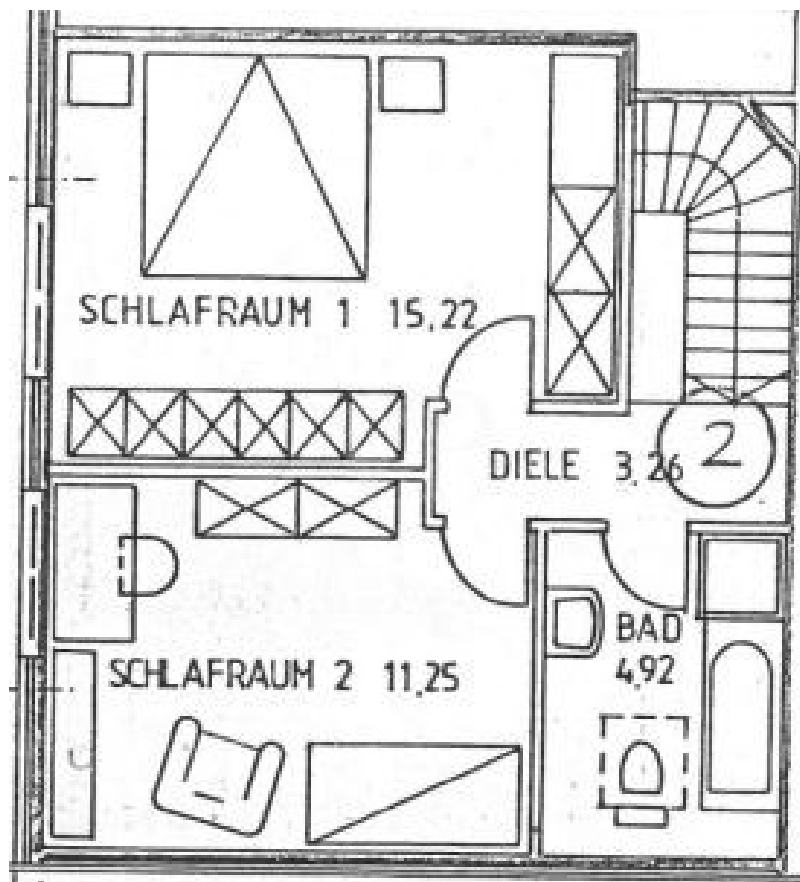 SCHLAFRAUM 1 15,22
DIELE 3,26
2
BAD
4,92
SCHLAFRAUM 2 11,25